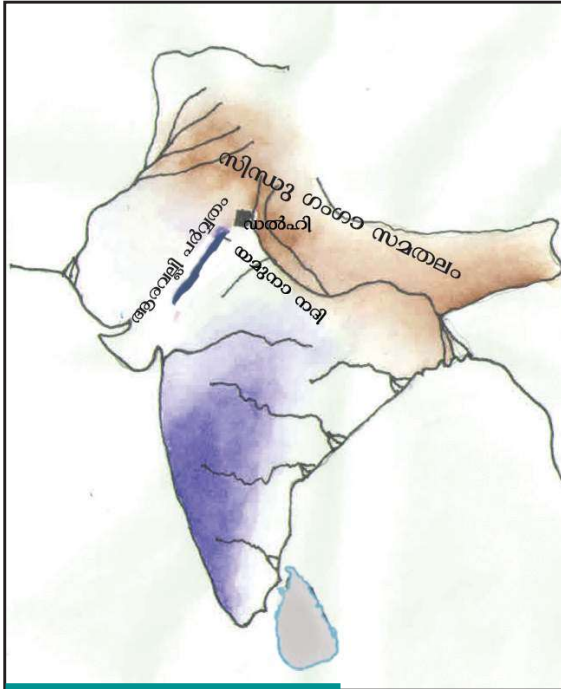 സിന്ധു ഗംഗാ സമതലം
ഡൽഹി
ആരവല്ലി പർവ്വതം
യമുനാ നദി